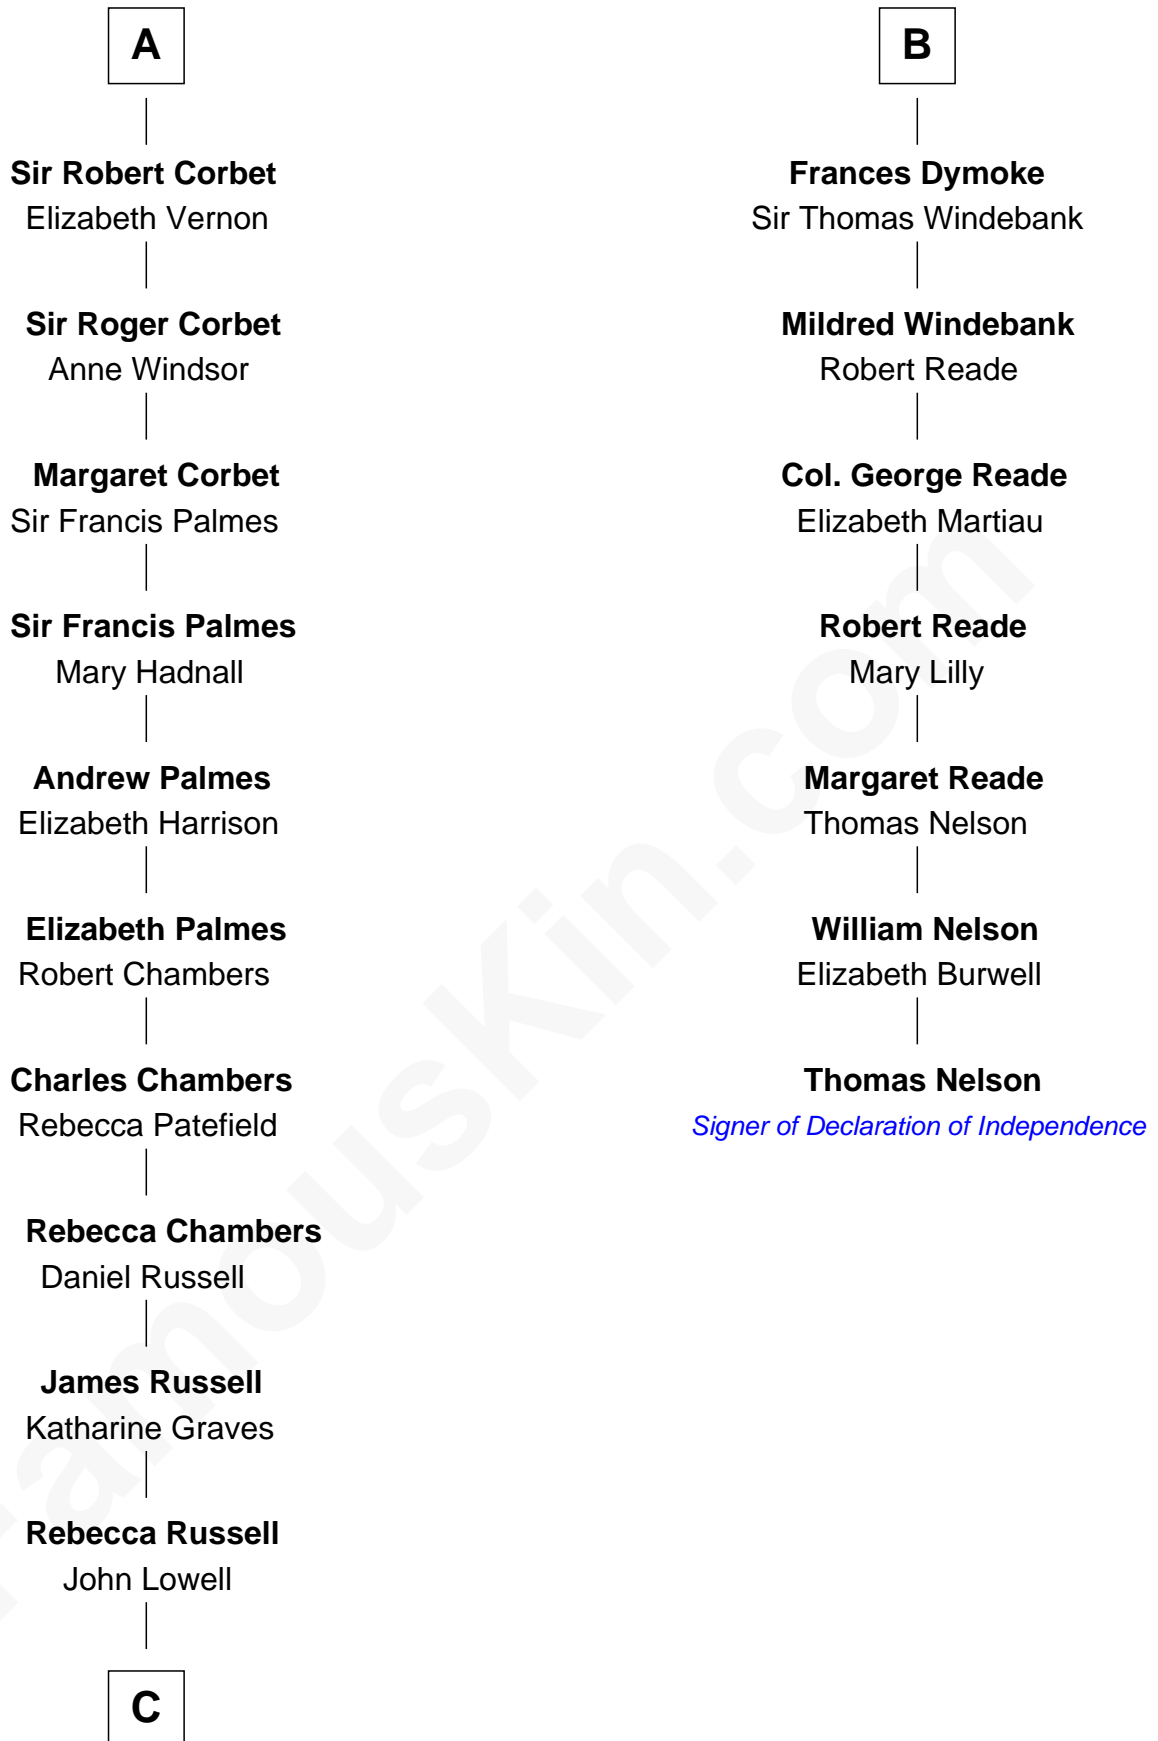 A
Sir Robert Corbet
Elizabeth Vernon
Sir Roger Corbet
Anne Windsor
Margaret Corbet
Sir Francis Palmes
Sir Francis Palmes
Mary Hadnall
Andrew Palmes
Elizabeth Harrison
Elizabeth Palmes
Robert Chambers
Charles Chambers
Rebecca Patefield
Rebecca Chambers
Daniel Russell
James Russell
Katharine Graves
Rebecca Russell
John Lowell
C
B
Frances Dymoke
Sir Thomas Windebank
Mildred Windebank
Robert Reade
Col. George Reade
Elizabeth Martiau
Robert Reade
Mary Lilly
Margaret Reade
Thomas Nelson
William Nelson
Elizabeth Burwell
Thomas Nelson
Signer of Declaration of Independence
FamousKin.com